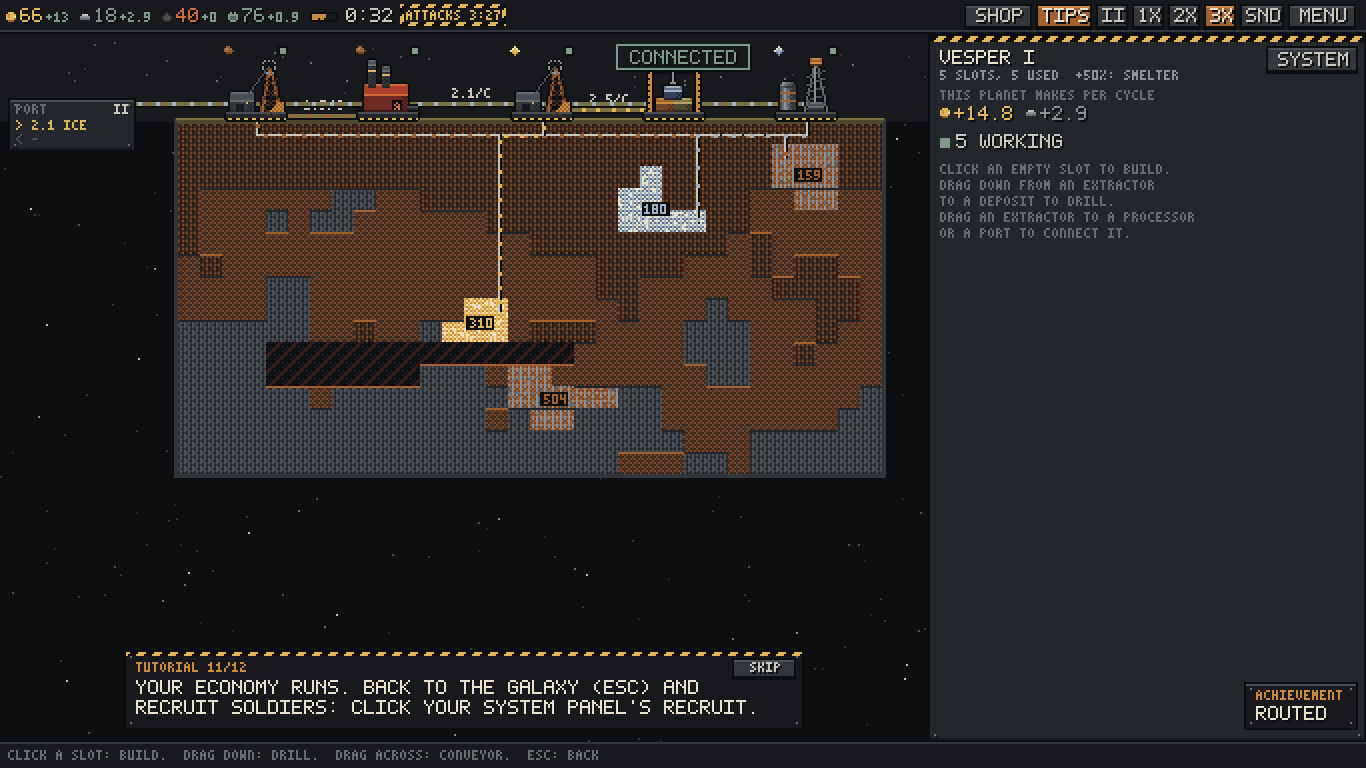 66+13 18+2.9 40+0 76+0.9 0:32 ATTACKS 3:27
SHOP TIPS II 1X 2X 3X SND MENU
CONNECTED
VESPER I
SYSTEM
5 SLOTS, 5 USED +50%: SMELTER
THIS PLANET MAKES PER CYCLE
+14.8 +2.9
5 WORKING
CLICK AN EMPTY SLOT TO BUILD.
DRAG DOWN FROM AN EXTRACTOR
TO A DEPOSIT TO DRILL.
DRAG AN EXTRACTOR TO A PROCESSOR
OR A PORT TO CONNECT IT.
PORT II
> 2.1 ICE
< -
2.1/C
2.5/C
159
180
310
504
TUTORIAL 11/12
SKIP
YOUR ECONOMY RUNS. BACK TO THE GALAXY (ESC) AND
RECRUIT SOLDIERS: CLICK YOUR SYSTEM PANEL'S RECRUIT.
ACHIEVEMENT
ROUTED
CLICK A SLOT: BUILD. DRAG DOWN: DRILL. DRAG ACROSS: CONVEYOR. ESC: BACK